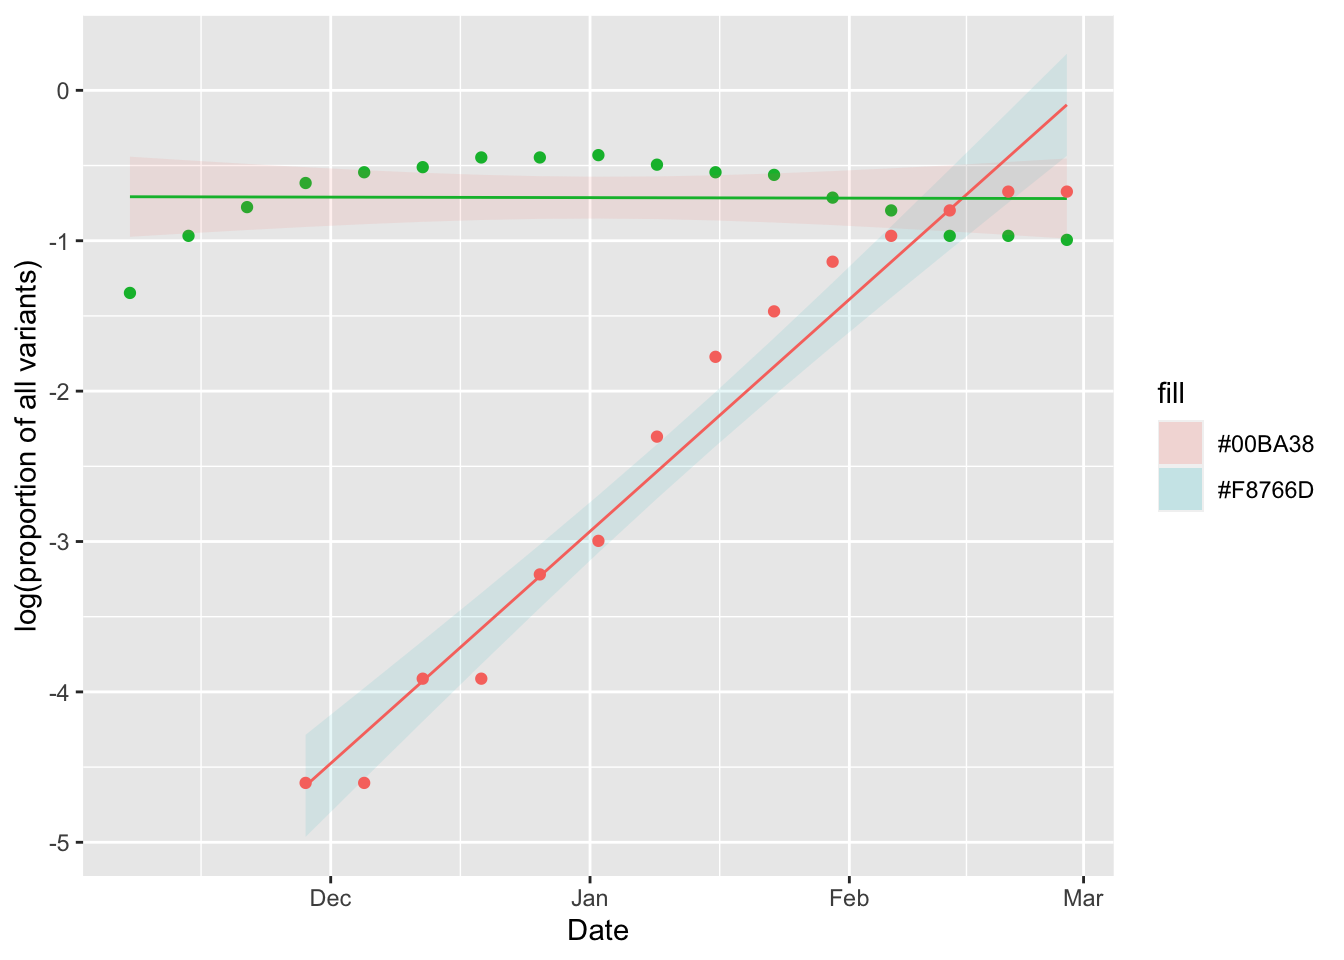 0
-1
-2
-3
-4
-5
log(proportion of all variants)
Dec
Jan
Feb
Mar
Date
fill
#00BA38
#F8766D